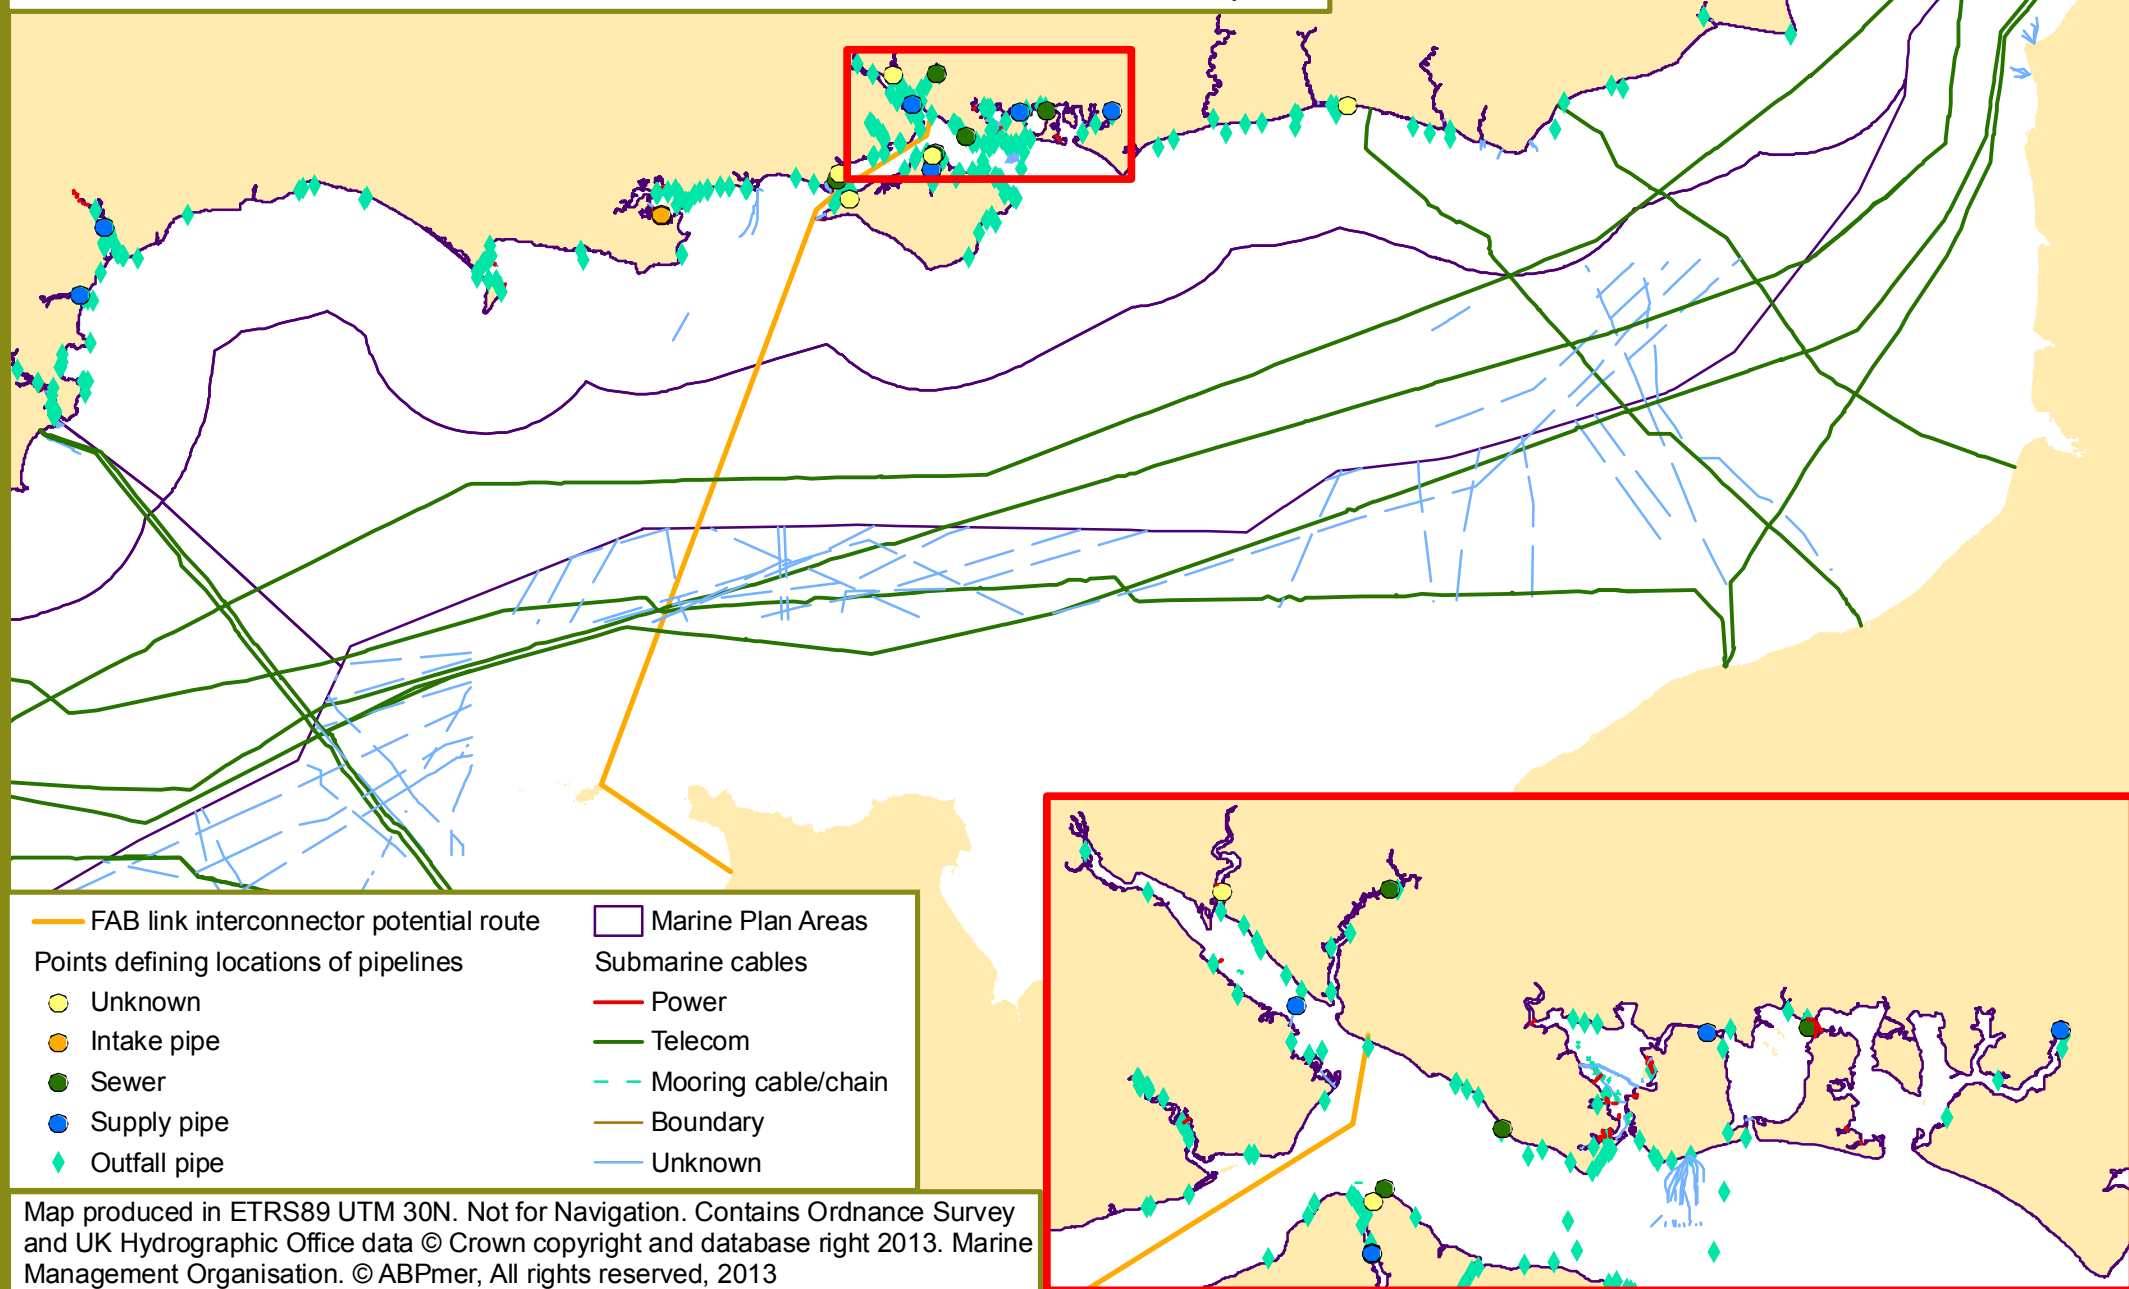 FAB link interconnector potential route
Points defining locations of pipelines
Unknown
Intake pipe
Sewer
Supply pipe
Outfall pipe
Marine Plan Areas
Submarine cables
Power
Telecom
Mooring cable/chain
Boundary
Unknown
Map produced in ETRS89 UTM 30N. Not for Navigation. Contains Ordnance Survey
and UK Hydrographic Office data © Crown copyright and database right 2013. Marine
Management Organisation. © ABPmer, All rights reserved, 2013